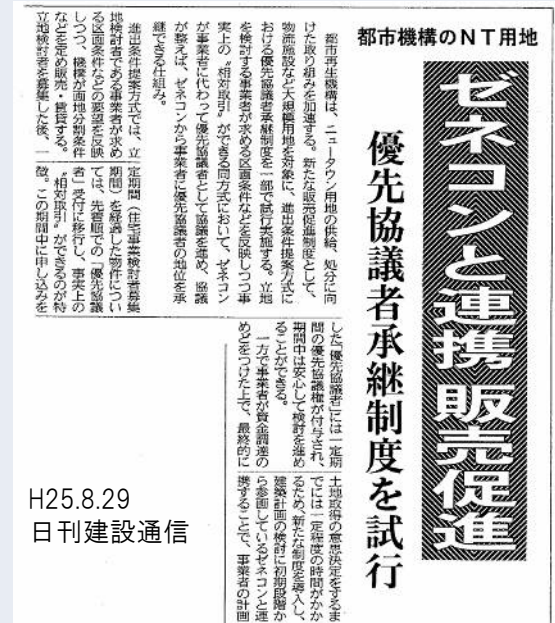 都市機構のNT用地
ゼネコンと連携 販売促進
優先協議者承継制度を試行
都市再生機構は、ニュータウン用地の供給、処分に向
けた取り組みを加速する。新たな販売促進制度として、
物流施設など大規模用地を対象に、進出条件提案方式に
おける優先協議者承継制度を一部で試行実施する。立地
を検討する事業者が求める区画条件などを反映しつつ事
実上の〝相対取引〟ができる同方式において、ゼネコン
が事業者に代わって優先協議者として協議を進め、協議
が整えば、ゼネコンから事業者に優先協議者の地位を承
継できる仕組み。
進出条件提案方式では、立
地検討者である事業者が求め
る区画条件などの要望を反映
しつつ、機構が画地分割条件
などを定め販売・賃貸する。
立地検討者を募集した後、一
定期間（住宅事業検討者募集
期間）を経過した物件につい
ては、先着順での「優先協議
者」受付に移行し、事実上の
〝相対取引〟ができるのが特
徴。この期間中に申し込みを
した「優先協議者」には一定期
間の優先協議権が付与され、
期間中は安心して検討を進め
ることができる。
一方で事業者が資金調達の
めどをつけた上で、最終的に
土地取得の意思決定をするま
でには一定程度の時間がかか
るため、新たな制度を導入し、
建築計画の検討に初期段階か
ら参画しているゼネコンと連
携することで、事業者の計画
H25.8.29
日刊建設通信